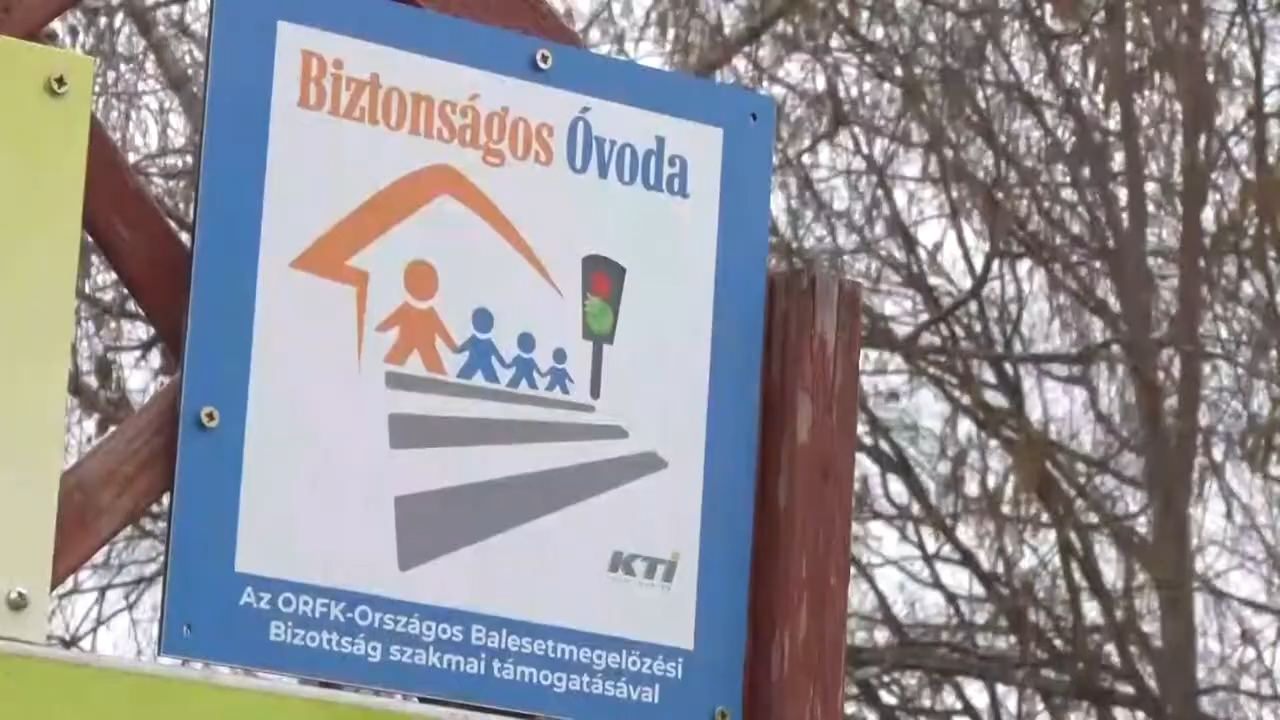 Biztonságos Óvoda
KTI
Az ORFK-Országos Balesetmegelőzési
Bizottság szakmai támogatásával